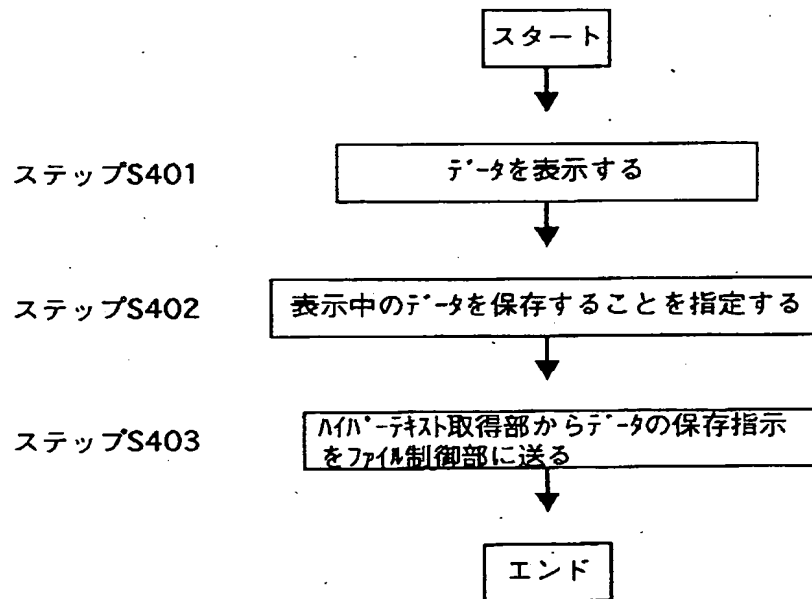 スタート
ステップS401
ﾃﾞｰﾀを表示する
ステップS402
表示中のﾃﾞｰﾀを保存することを指定する
ステップS403
ﾊｲﾊﾟｰﾃｷｽﾄ取得部からﾃﾞｰﾀの保存指示
をﾌｧｲﾙ制御部に送る
エンド